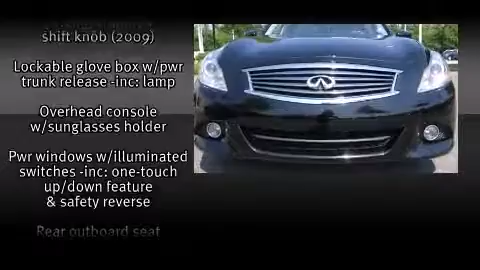 shift knob (2009)
Lockable glove box w/pwr
trunk release -inc: lamp
Overhead console
w/sunglasses holder
Pwr windows w/illuminated
switches -inc: one-touch
up/down feature
& safety reverse
Rear outboard seat